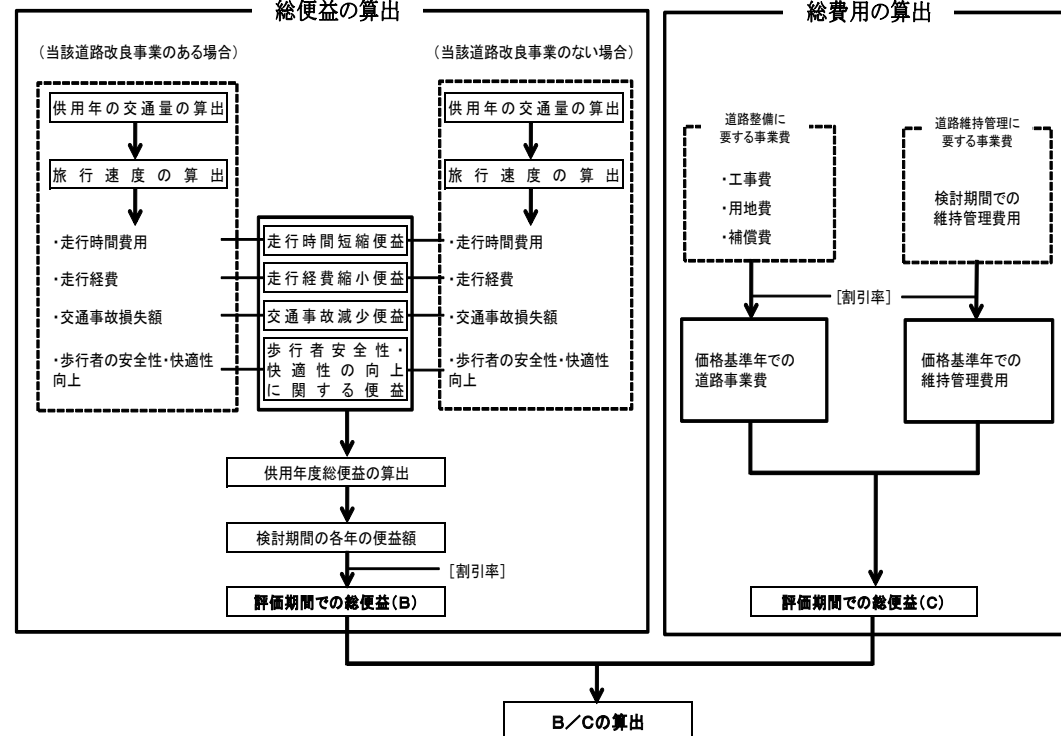 総便益の算出
(当該道路改良事業のある場合)
供用年の交通量の算出
旅行速度の算出
・走行時間費用
・走行経費
・交通事故損失額
・歩行者の安全性・快適性
向上
走行時間短縮便益
走行経費縮小便益
交通事故減少便益
歩行者安全性・
快適性の向上
に関する便益
(当該道路改良事業のない場合)
供用年の交通量の算出
旅行速度の算出
・走行時間費用
・走行経費
・交通事故損失額
・歩行者の安全性・快適性
向上
供用年度総便益の算出
検討期間の各年の便益額
[割引率]
評価期間での総便益(B)
総費用の算出
道路整備に
要する事業費
・工事費
・用地費
・補償費
道路維持管理に
要する事業費
検討期間での
維持管理費用
[割引率]
価格基準年での
道路事業費
価格基準年での
維持管理費用
評価期間での総便益(C)
B/Cの算出